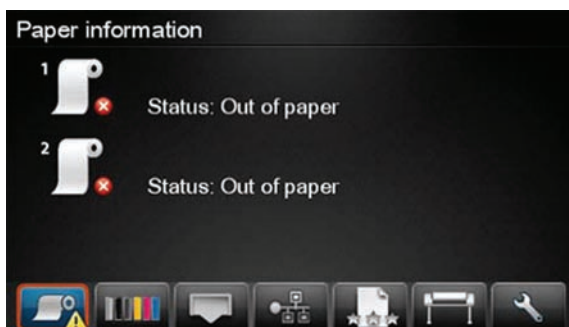 Paper information
1
Status: Out of paper
2
Status: Out of paper